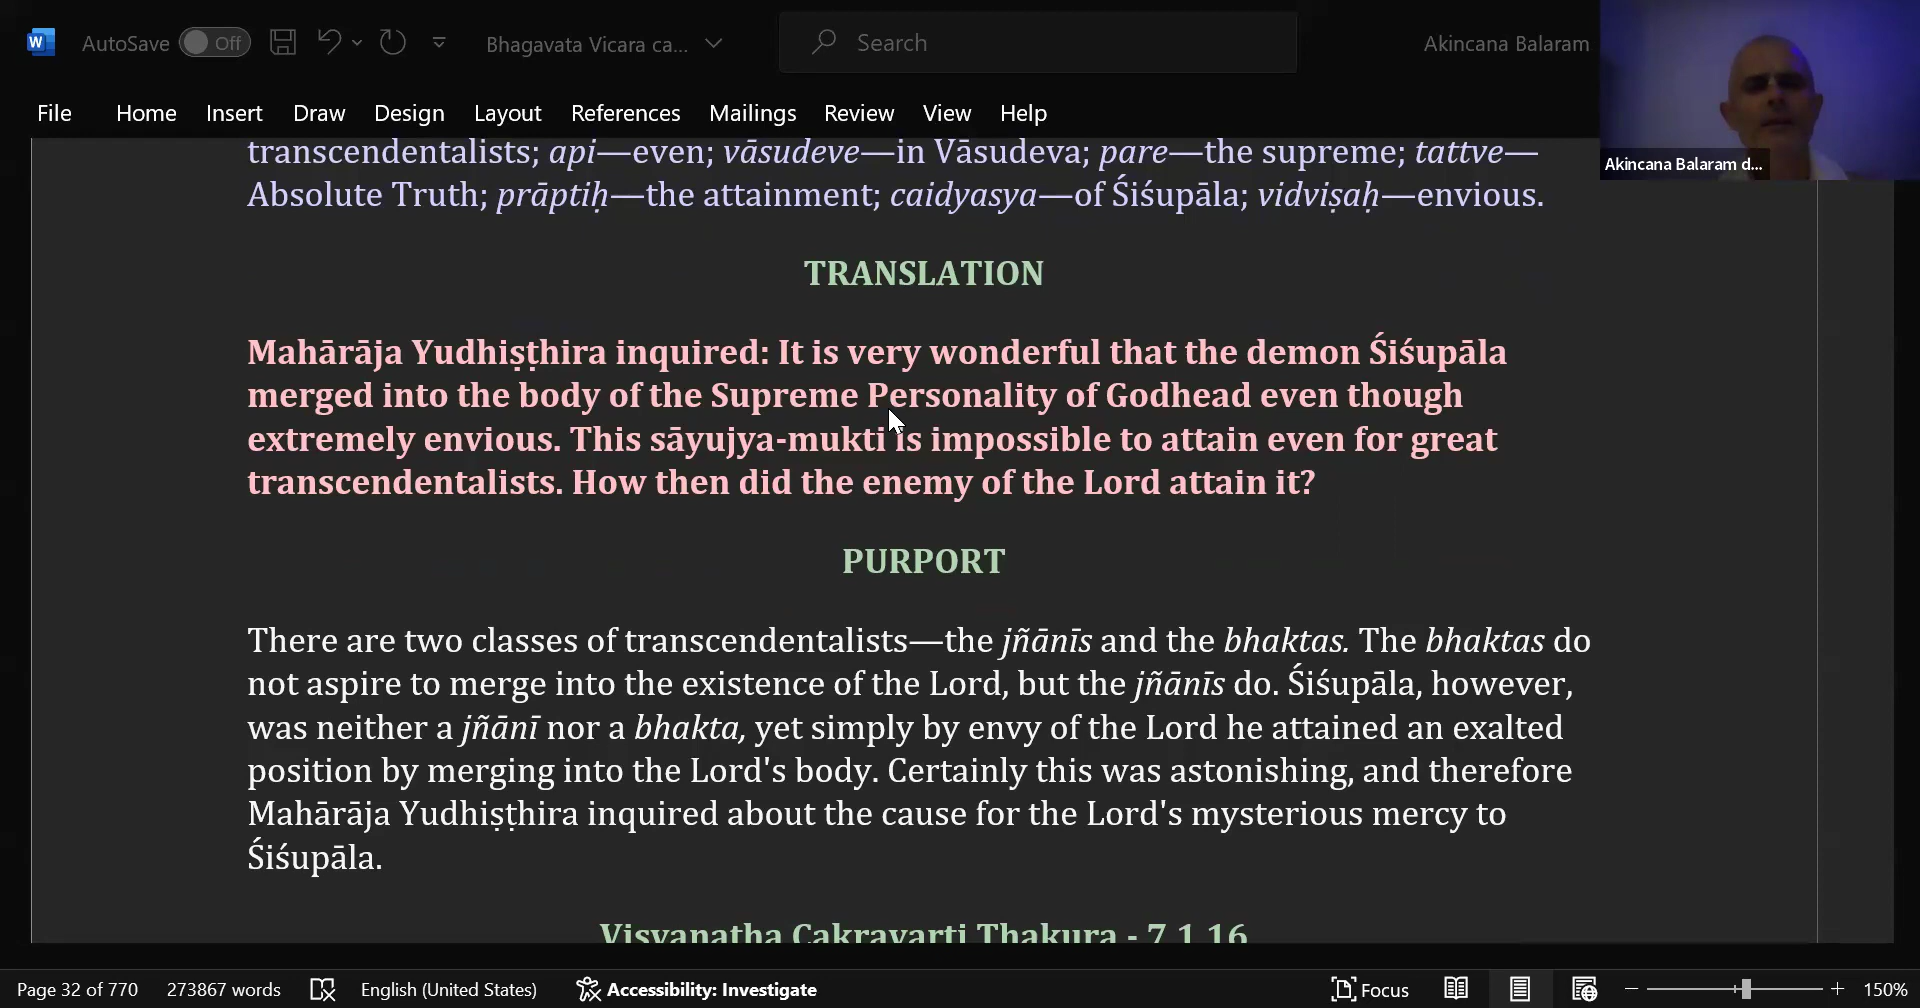 W AutoSave Off Bhagavata Vicara ca... Search Akincana Balaram
File Home Insert Draw Design Layout References Mailings Review View Help
Akincana Balaram d...
transcendentalists; api—even; vāsudeve—in Vāsudeva; pare—the supreme; tattve—
Absolute Truth; prāptiḥ—the attainment; caidyasya—of Śiśupāla; vidviṣaḥ—envious.
TRANSLATION
Mahārāja Yudhiṣṭhira inquired: It is very wonderful that the demon Śiśupāla
merged into the body of the Supreme Personality of Godhead even though
extremely envious. This sāyujya-mukti is impossible to attain even for great
transcendentalists. How then did the enemy of the Lord attain it?
PURPORT
There are two classes of transcendentalists—the jñānīs and the bhaktas. The bhaktas do
not aspire to merge into the existence of the Lord, but the jñānīs do. Śiśupāla, however,
was neither a jñānī nor a bhakta, yet simply by envy of the Lord he attained an exalted
position by merging into the Lord's body. Certainly this was astonishing, and therefore
Mahārāja Yudhiṣṭhira inquired about the cause for the Lord's mysterious mercy to
Śiśupāla.
Visvanatha Cakravarti Thakura - 7.1.16
Page 32 of 770 273867 words English (United States) Accessibility: Investigate Focus 150%